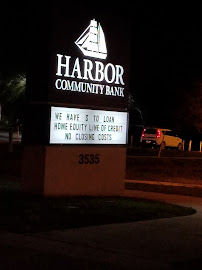 HARBOR
COMMUNITY BANK
WE HAVE $ TO LOAN
HOME EQUITY LINE OF CREDIT
NO CLOSING COSTS
3535